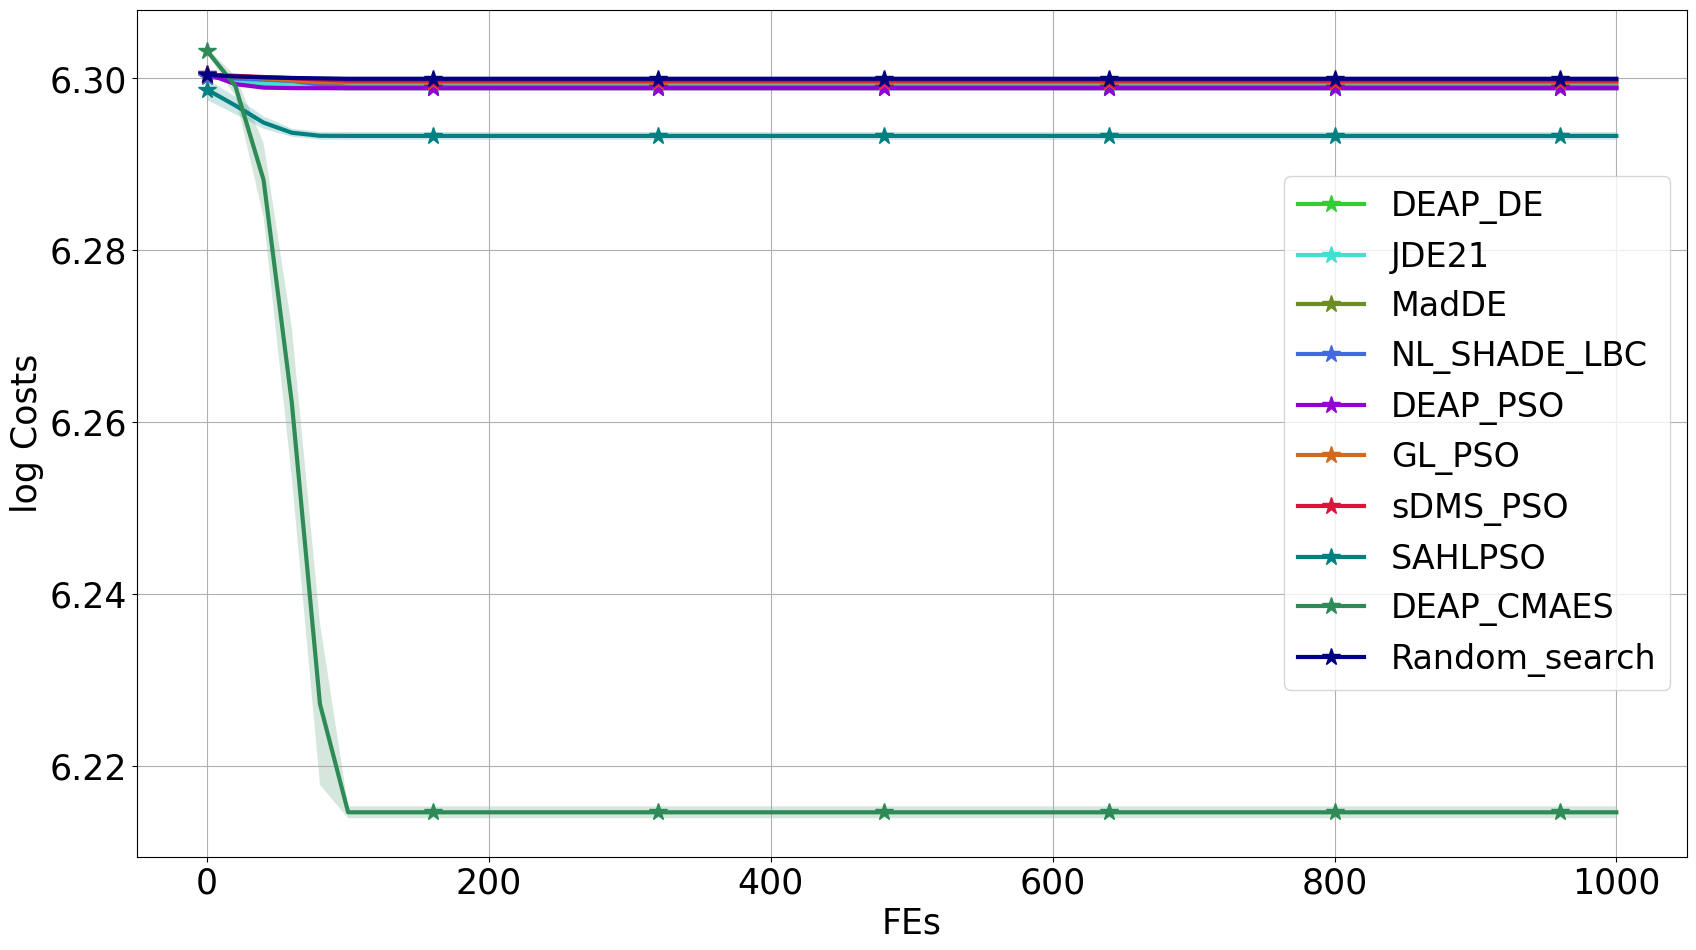 log Costs
6.30
6.28
6.26
6.24
6.22
0
200
400
600
800
1000
FEs
DEAP_DE
JDE21
MadDE
NL_SHADE_LBC
DEAP_PSO
GL_PSO
sDMS_PSO
SAHLPSO
DEAP_CMAES
Random_search